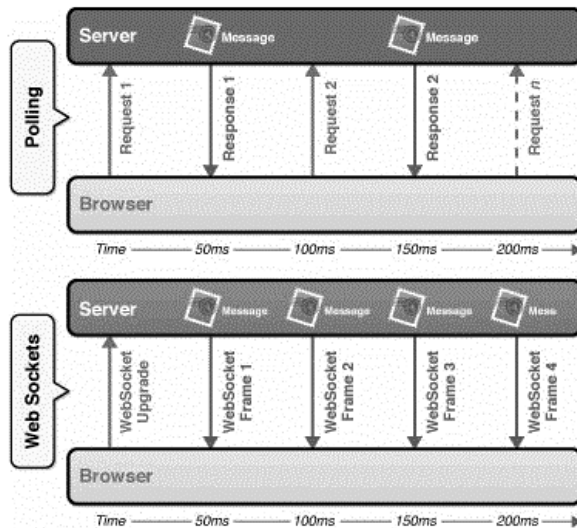 Polling
Server Message Message
Request 1
Response 1
Request 2
Response 2
Request n
Browser
Time 50ms 100ms 150ms 200ms
Web Sockets
Server Message Message Message Mess
WebSocket
Upgrade
WebSocket
Frame 1
WebSocket
Frame 2
WebSocket
Frame 3
WebSocket
Frame 4
Browser
Time 50ms 100ms 150ms 200ms